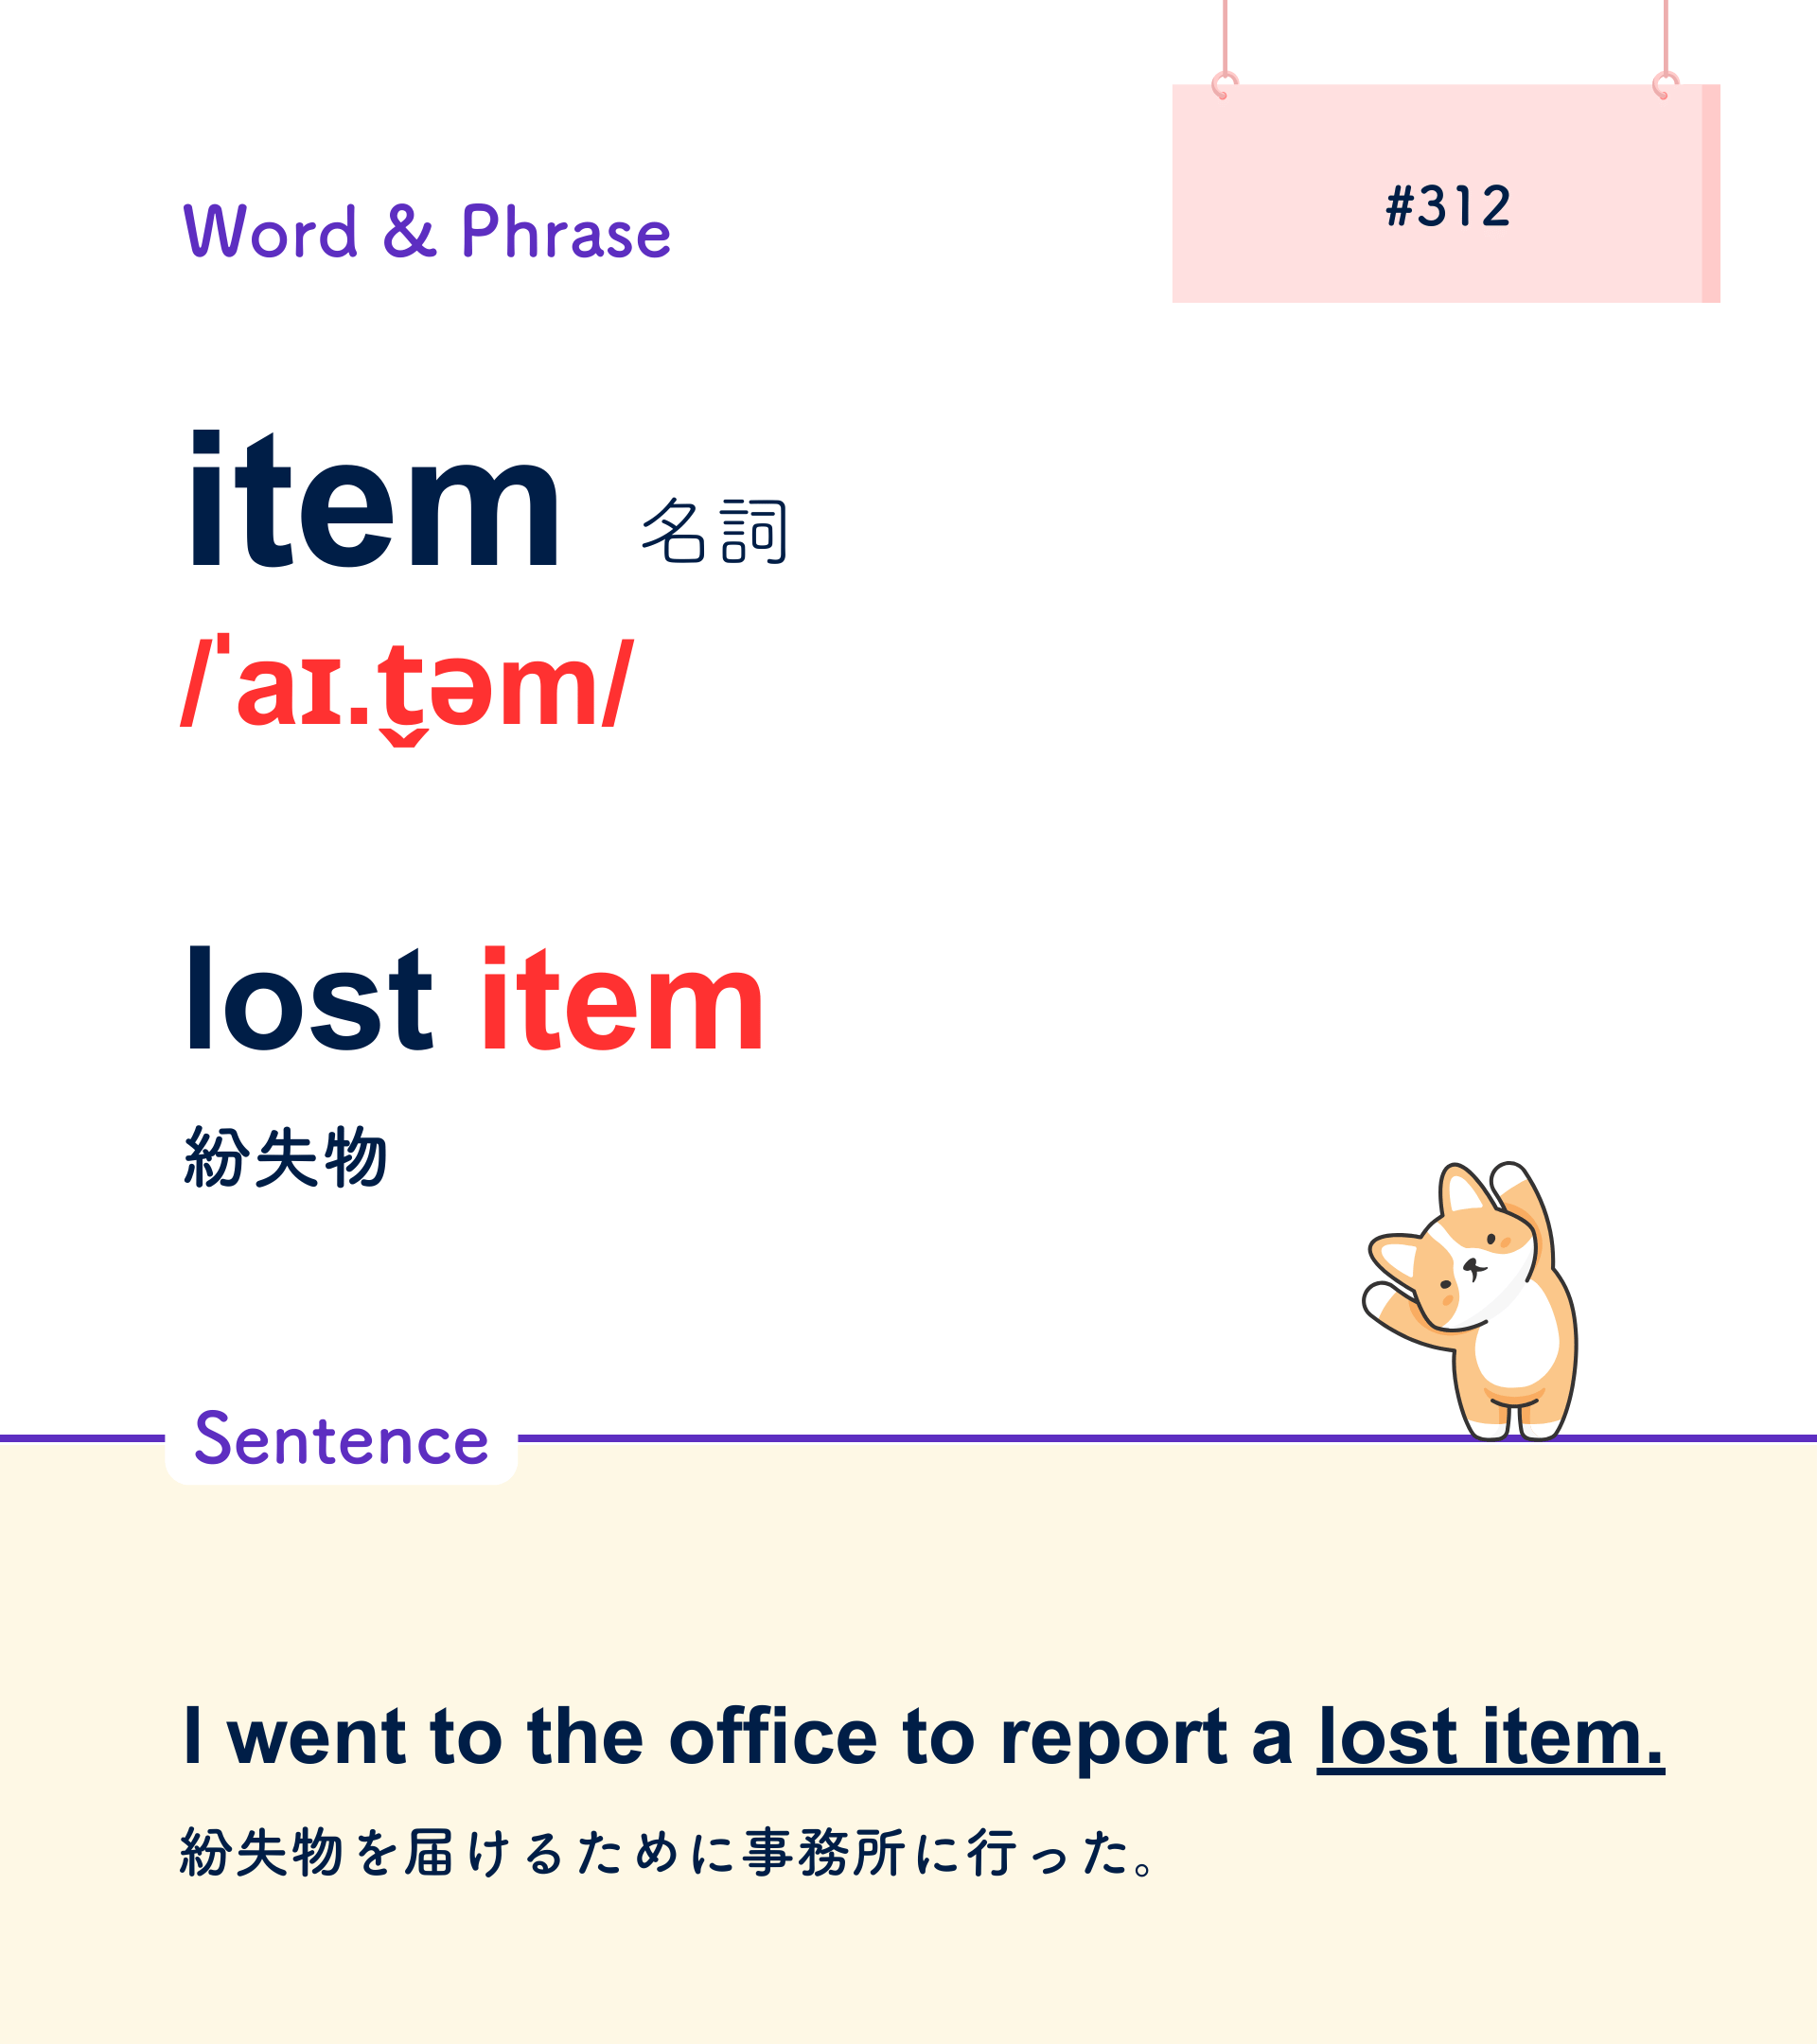 #312
Word & Phrase
item 名詞
/ˈaɪ.t̬əm/
lost item
紛失物
Sentence
I went to the office to report a lost item.
紛失物を届けるために事務所に行った。